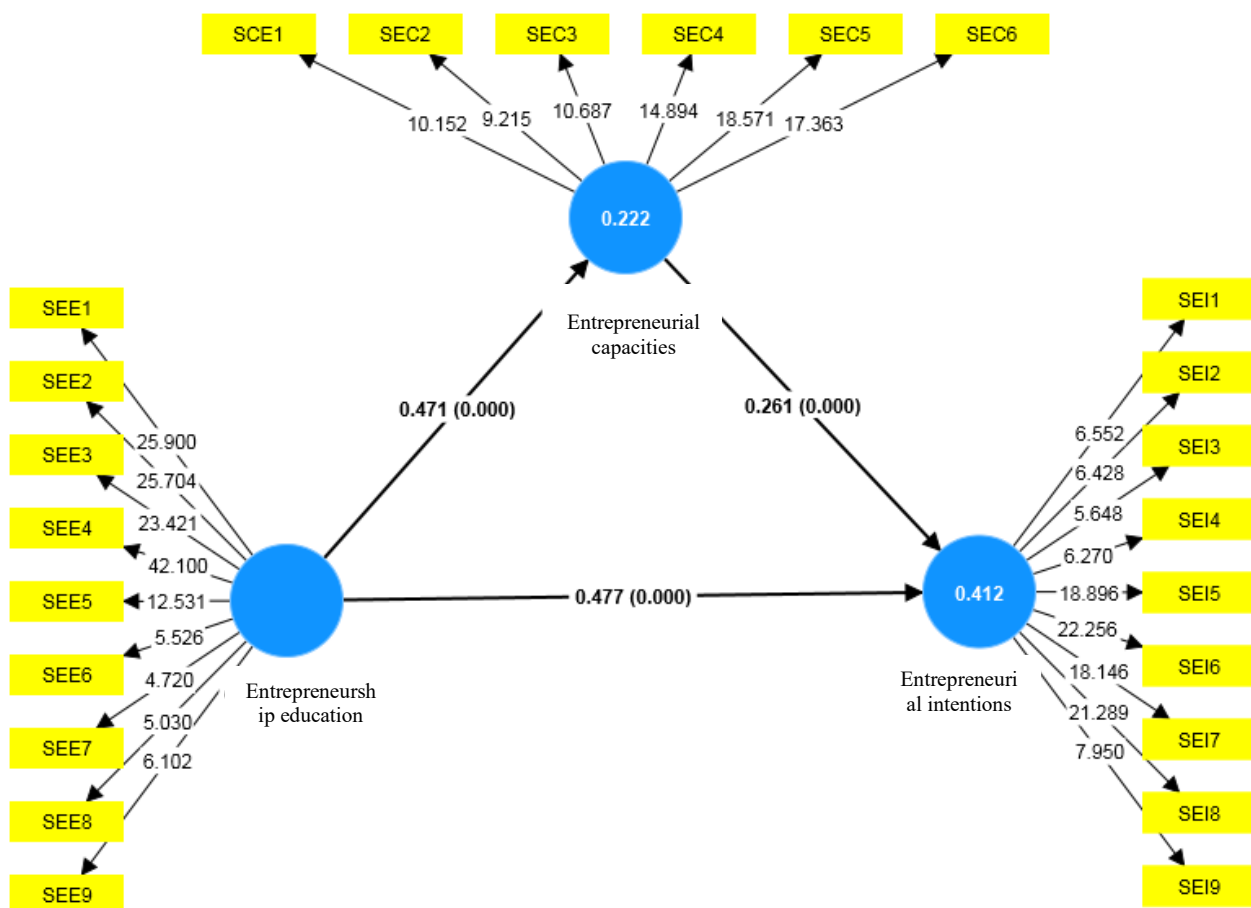 SCE1 SEC2 SEC3 SEC4 SEC5 SEC6
10.152 9.215 10.687 14.894 18.571 17.363
0.222
Entrepreneurial
capacities
0.471 (0.000)
0.261 (0.000)
0.477 (0.000)
SEE1
SEE2
SEE3
SEE4
SEE5
SEE6
SEE7
SEE8
SEE9
25.900
25.704
23.421
42.100
12.531
5.526
4.720
5.030
6.102
Entrepreneursh
ip education
SEI1
SEI2
SEI3
SEI4
SEI5
SEI6
SEI7
SEI8
SEI9
6.552
6.428
5.648
6.270
18.896
22.256
18.146
21.289
7.950
0.412
Entrepreneuri
al intentions